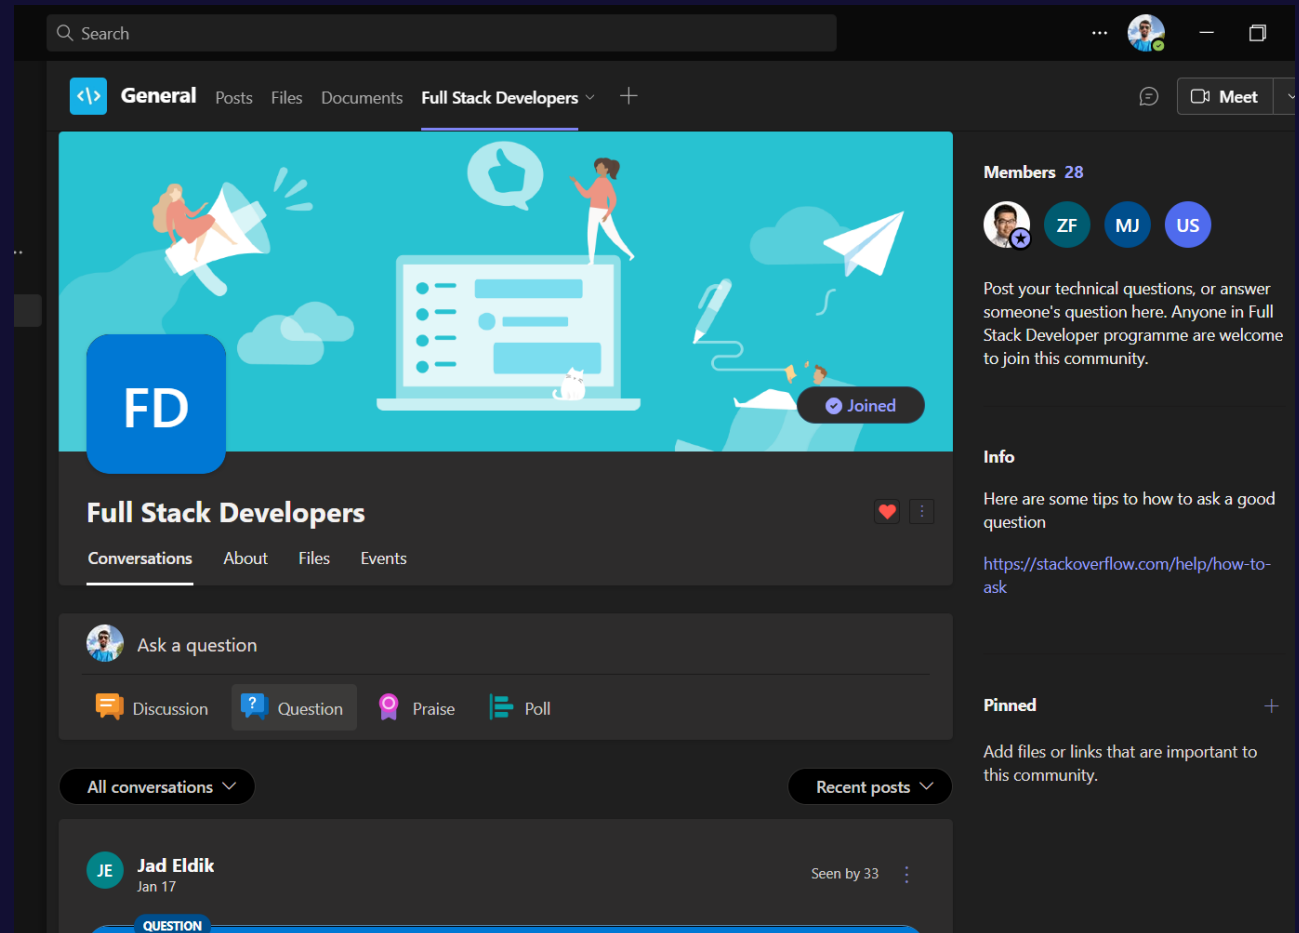 Search
General
Posts
Files
Documents
Full Stack Developers
Meet
FD
Joined
Full Stack Developers
Conversations
About
Files
Events
Ask a question
Discussion
Question
Praise
Poll
All conversations
Recent posts
JE
Jad Eldik
Jan 17
Seen by 33
QUESTION
Members 28
ZF
MJ
US
Post your technical questions, or answer
someone's question here. Anyone in Full
Stack Developer programme are welcome
to join this community.
Info
Here are some tips to how to ask a good
question
https://stackoverflow.com/help/how-to-
ask
Pinned
Add files or links that are important to
this community.